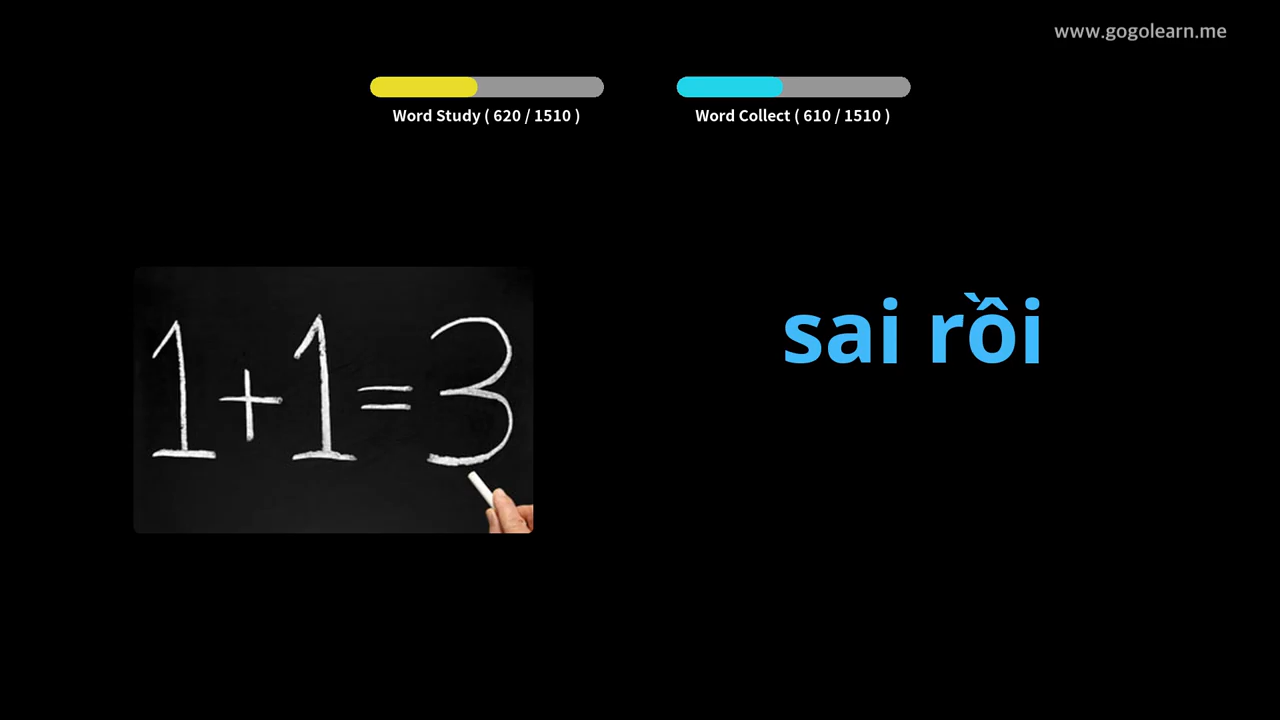 www.gogolearn.me
Word Study ( 620 / 1510 )
Word Collect ( 610 / 1510 )
1+1=3
sai rồi